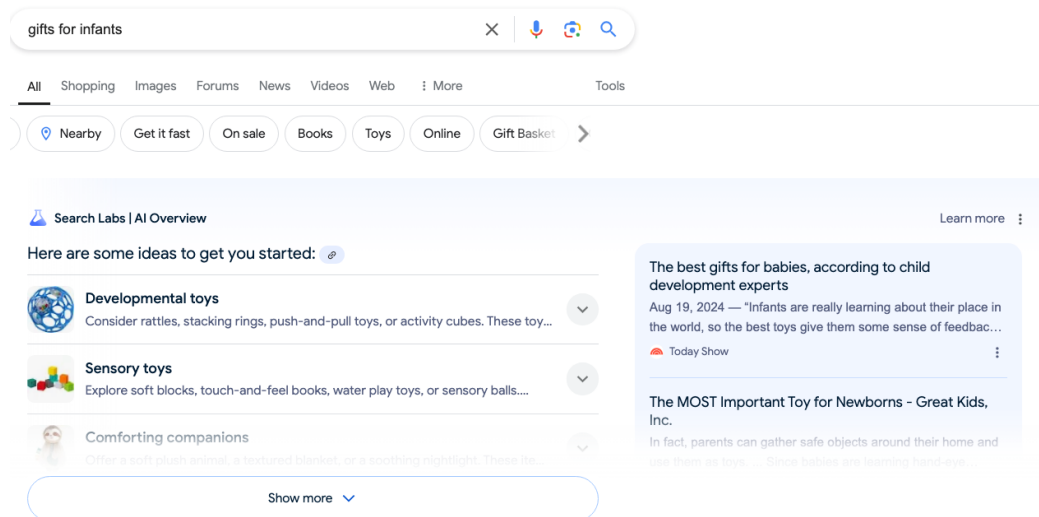 gifts for infants
All Shopping Images Forums News Videos Web More Tools
Nearby Get it fast On sale Books Toys Online Gift Basket
Search Labs | AI Overview
Learn more
Here are some ideas to get you started:
Developmental toys
Consider rattles, stacking rings, push-and-pull toys, or activity cubes. These toy...
Sensory toys
Explore soft blocks, touch-and-feel books, water play toys, or sensory balls....
Comforting companions
Offer a soft plush animal, a textured blanket, or a soothing nightlight. These ite...
Show more
The best gifts for babies, according to child
development experts
Aug 19, 2024 — “Infants are really learning about their place in
the world, so the best toys give them some sense of feedbac...
Today Show
The MOST Important Toy for Newborns - Great Kids,
Inc.
In fact, parents can gather safe objects around their home and
use them as toys. ... Since babies are learning hand-eye...